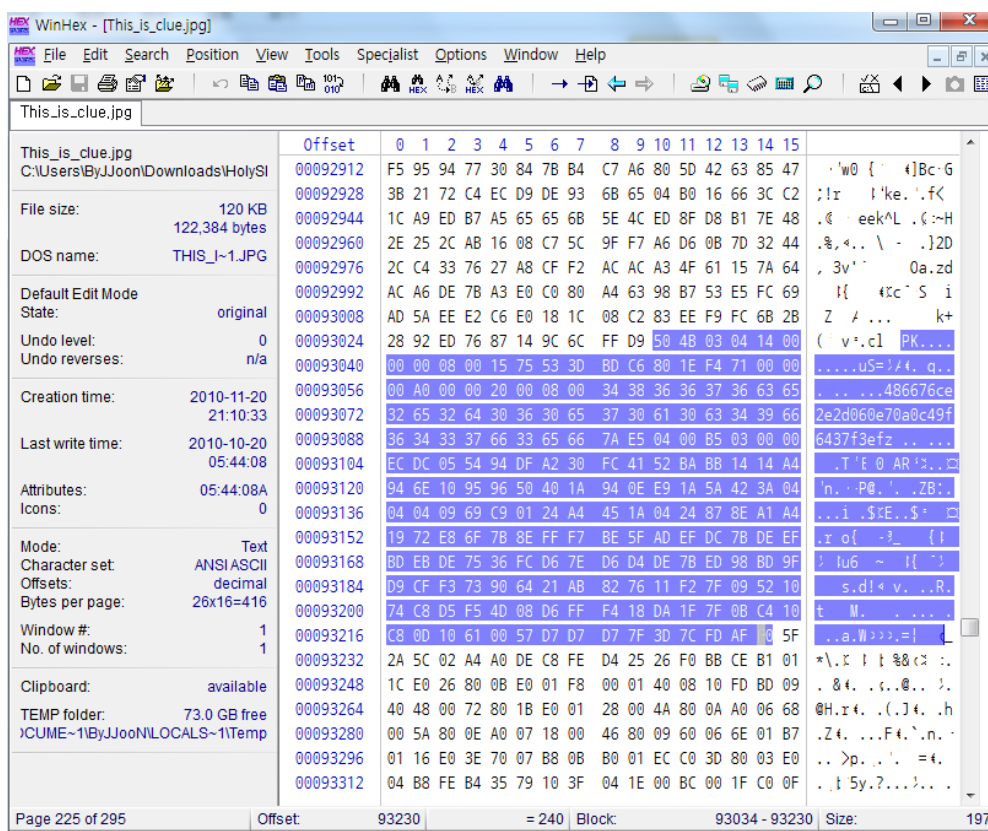 WinHex - [This_is_clue.jpg]
File Edit Search Position View Tools Specialist Options Window Help
This_is_clue.jpg
This_is_clue.jpg
C:\Users\ByJJoon\Downloads\HolySl
File size: 120 KB
122,384 bytes
DOS name: THIS_I~1.JPG
Default Edit Mode
State: original
Undo level: 0
Undo reverses: n/a
Creation time: 2010-11-20
21:10:33
Last write time: 2010-10-20
05:44:08
Attributes: 05:44:08A
Icons: 0
Mode: Text
Character set: ANSI ASCII
Offsets: decimal
Bytes per page: 26x16=416
Window #: 1
No. of windows: 1
Clipboard: available
TEMP folder: 73.0 GB free
OCUME~1\ByJJooN\LOCALS~1\Temp
Offset 0 1 2 3 4 5 6 7 8 9 10 11 12 13 14 15
00092912 F5 95 94 77 30 84 7B B4 C7 A6 80 5D 42 63 85 47
00092928 3B 21 72 C4 EC D9 DE 93 6B 65 04 B0 16 66 3C C2
00092944 1C A9 ED B7 A5 65 65 6B 5E 4C ED 8F D8 B1 7E 48
00092960 2E 25 2C AB 16 08 C7 5C 9F F7 A6 D6 0B 7D 32 44
00092976 2C C4 33 76 27 A8 CF F2 AC AC A3 4F 61 15 7A 64
00092992 AC A6 DE 7B A3 E0 C0 80 A4 63 98 B7 53 E5 FC 69
00093008 AD 5A EE E2 C6 E0 18 1C 08 C2 83 EE F9 FC 6B 2B
00093024 28 92 ED 76 87 14 9C 6C FF D9 50 4B 03 04 14 00
00093040 00 00 08 00 15 75 53 3D BD C6 80 1E F4 71 00 00
00093056 00 A0 00 00 20 00 08 00 34 38 36 36 37 36 63 65
00093072 32 65 32 64 30 36 30 65 37 30 61 30 63 34 39 66
00093088 36 34 33 37 66 33 65 66 7A E5 04 00 B5 03 00 00
00093104 EC DC 05 54 94 DF A2 30 FC 41 52 BA BB 14 14 A4
00093120 94 6E 10 95 96 50 40 1A 94 0E E9 1A 5A 42 3A 04
00093136 04 04 09 69 C9 01 24 A4 45 1A 04 24 87 8E A1 A4
00093152 19 72 E8 6F 7B 8E FF F7 BE 5F AD EF DC 7B DE EF
00093168 BD EB DE 75 36 FC D6 7E D6 D4 DE 7B ED 98 BD 9F
00093184 D9 CF F3 73 90 64 21 AB 82 76 11 F2 7F 09 52 10
00093200 74 C8 D5 F5 4D 08 D6 FF F4 18 DA 1F 7F 0B C4 10
00093216 C8 0D 10 61 00 57 D7 D7 D7 7F 3D 7C FD AF F0 5F
00093232 2A 5C 02 A4 A0 DE C8 FE D4 25 26 F0 BB CE B1 01
00093248 1C E0 26 80 0B E0 01 F8 00 01 40 08 10 FD BD 09
00093264 40 48 00 72 80 1B E0 01 28 00 4A 80 0A A0 06 68
00093280 00 5A 80 0E A0 07 18 00 46 80 09 60 06 6E 01 B7
00093296 01 16 E0 3E 70 07 B8 0B B0 01 EC C0 3D 80 03 E0
00093312 04 B8 FE B4 35 79 10 3F 04 1E 00 BC 00 1F C0 0F
Page 225 of 295 Offset: 93230 = 240 Block: 93034 - 93230 Size: 197